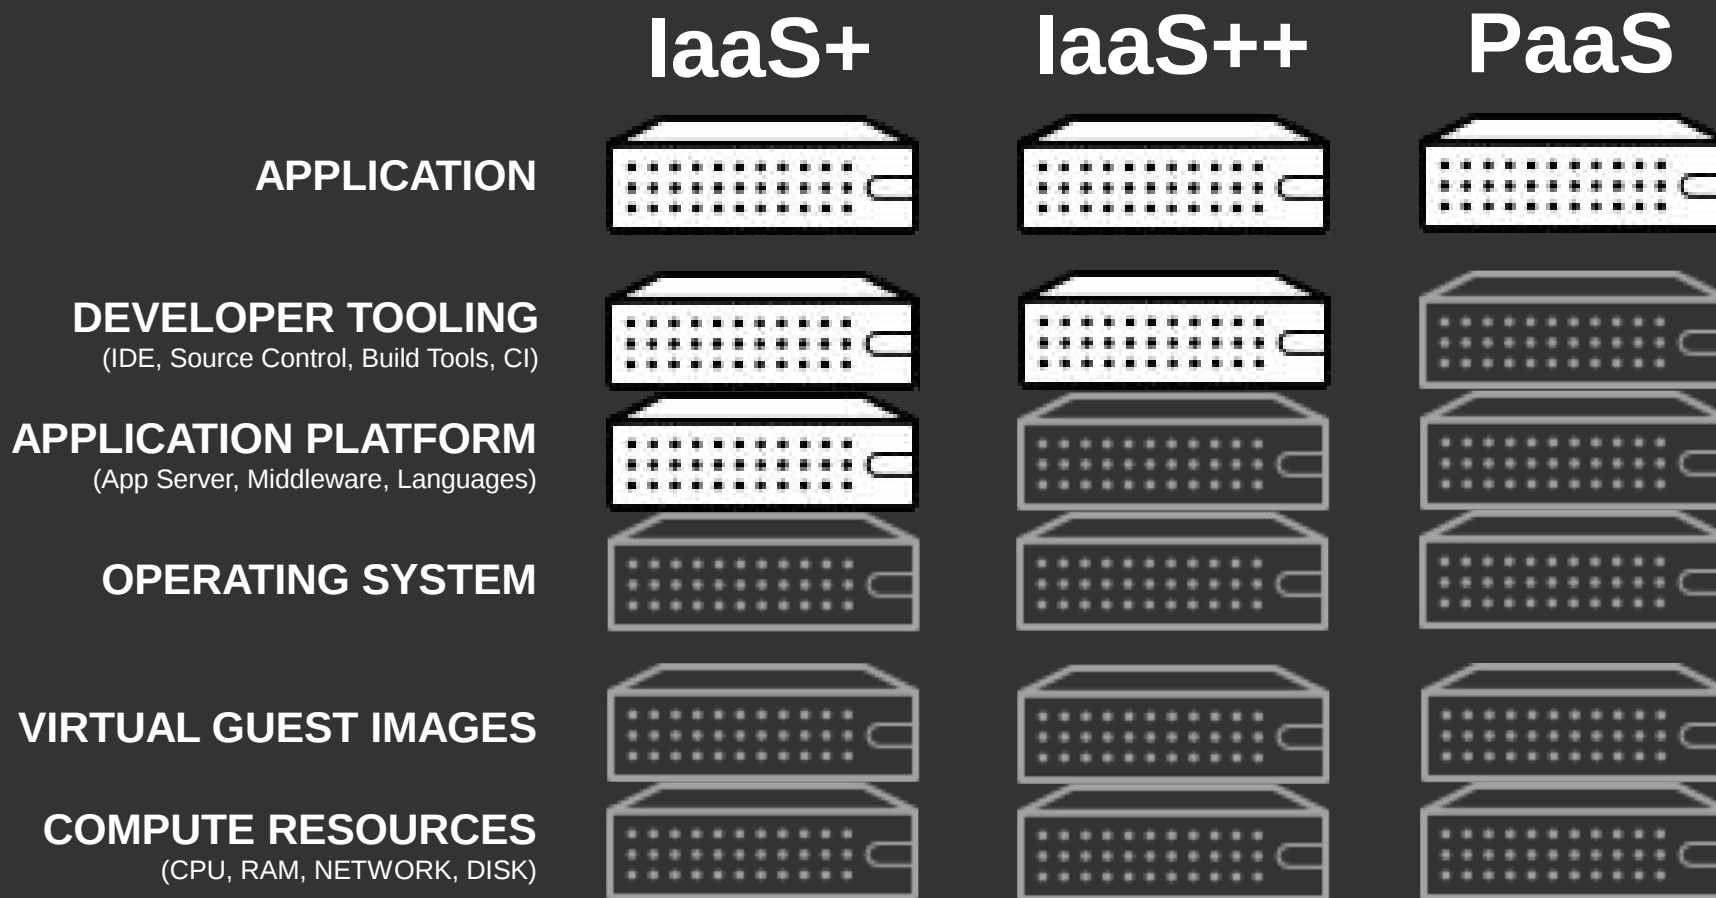 IaaS+ IaaS++ PaaS
APPLICATION
DEVELOPER TOOLING
(IDE, Source Control, Build Tools, CI)
APPLICATION PLATFORM
(App Server, Middleware, Languages)
OPERATING SYSTEM
VIRTUAL GUEST IMAGES
COMPUTE RESOURCES
(CPU, RAM, NETWORK, DISK)